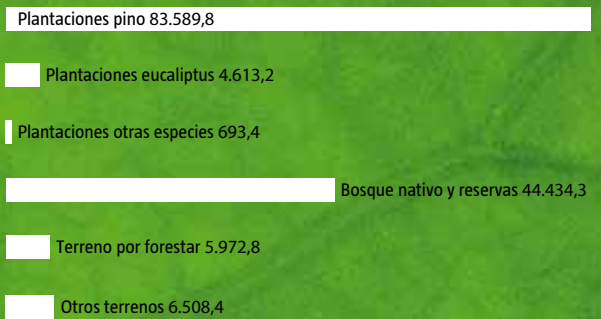 Plantaciones pino 83.589,8
Plantaciones eucaliptus 4.613,2
Plantaciones otras especies 693,4
Bosque nativo y reservas 44.434,3
Terreno por forestar 5.972,8
Otros terrenos 6.508,4